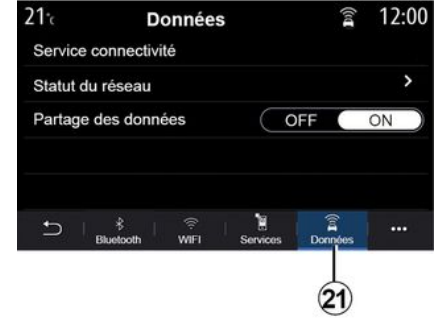 21°c Données 12:00
Service connectivité
Statut du réseau
Partage des données OFF ON
Bluetooth WIFI Services Données
21